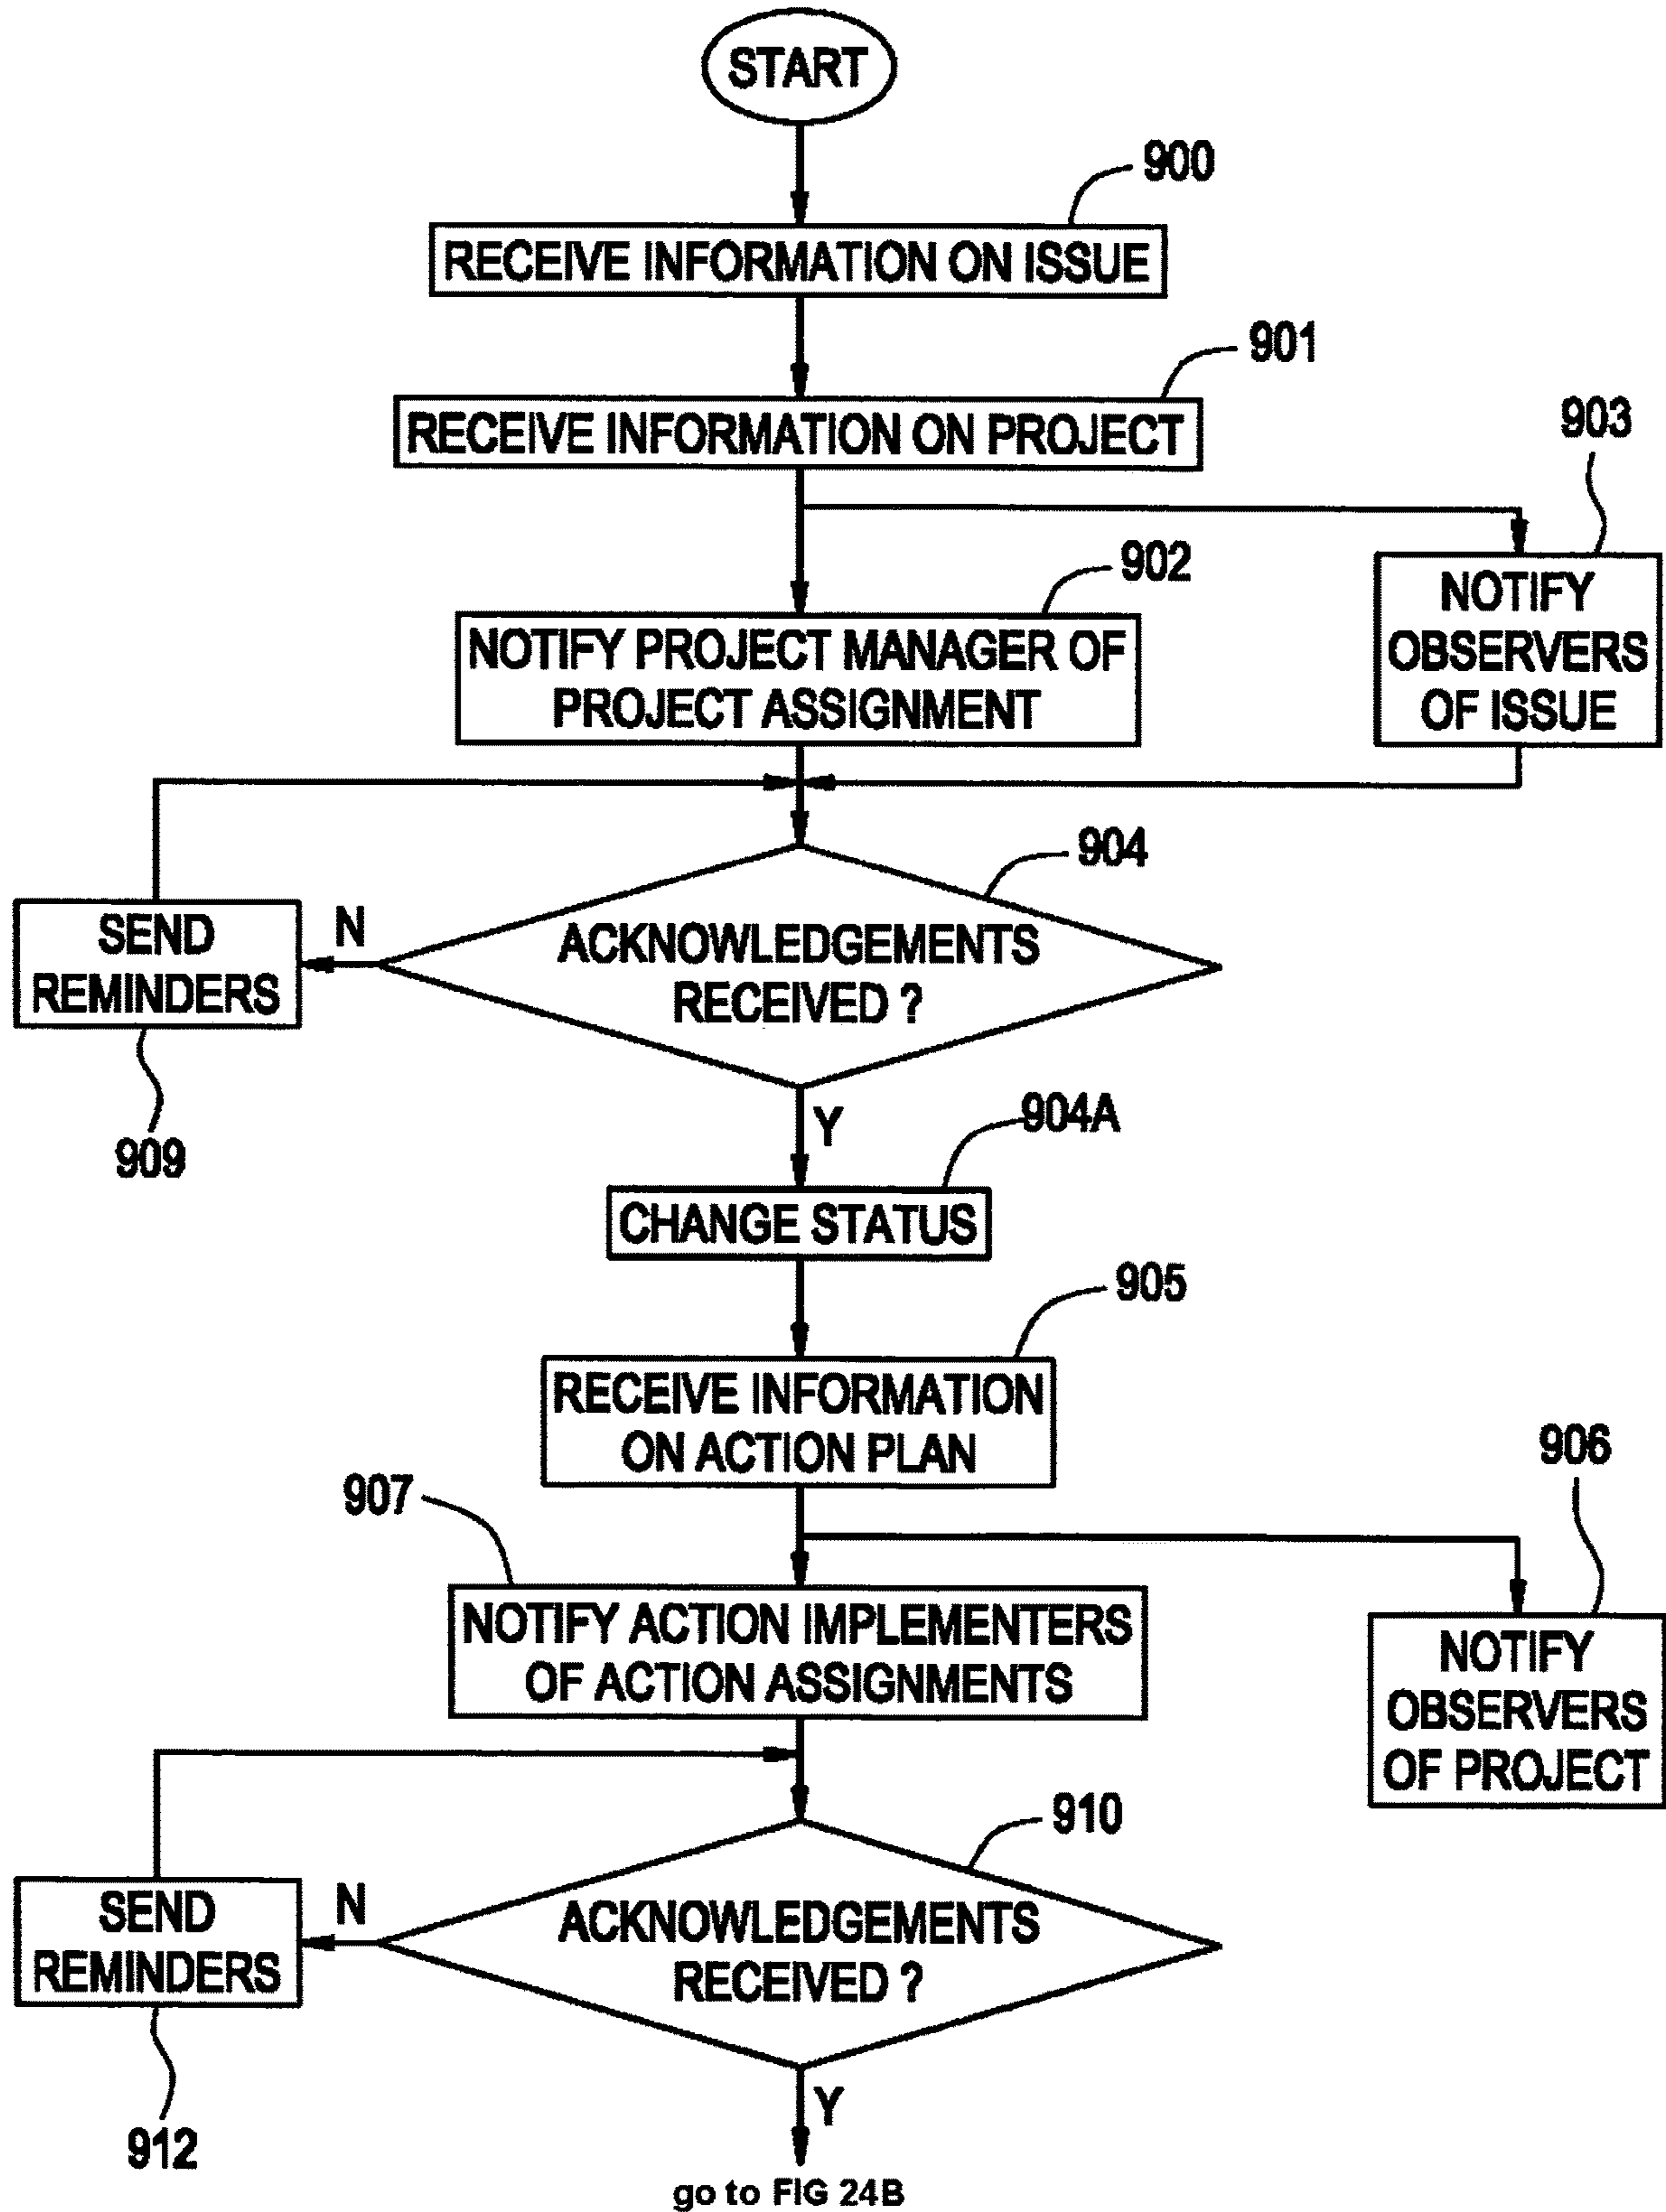 START
900
RECEIVE INFORMATION ON ISSUE
901
RECEIVE INFORMATION ON PROJECT
903
902
NOTIFY
OBSERVERS
OF ISSUE
NOTIFY PROJECT MANAGER OF
PROJECT ASSIGNMENT
904
SEND
REMINDERS
N
ACKNOWLEDGEMENTS
RECEIVED ?
909
Y
904A
CHANGE STATUS
905
RECEIVE INFORMATION
ON ACTION PLAN
906
907
NOTIFY ACTION IMPLEMENTERS
OF ACTION ASSIGNMENTS
NOTIFY
OBSERVERS
OF PROJECT
910
SEND
REMINDERS
N
ACKNOWLEDGEMENTS
RECEIVED ?
912
Y
go to FIG 24B